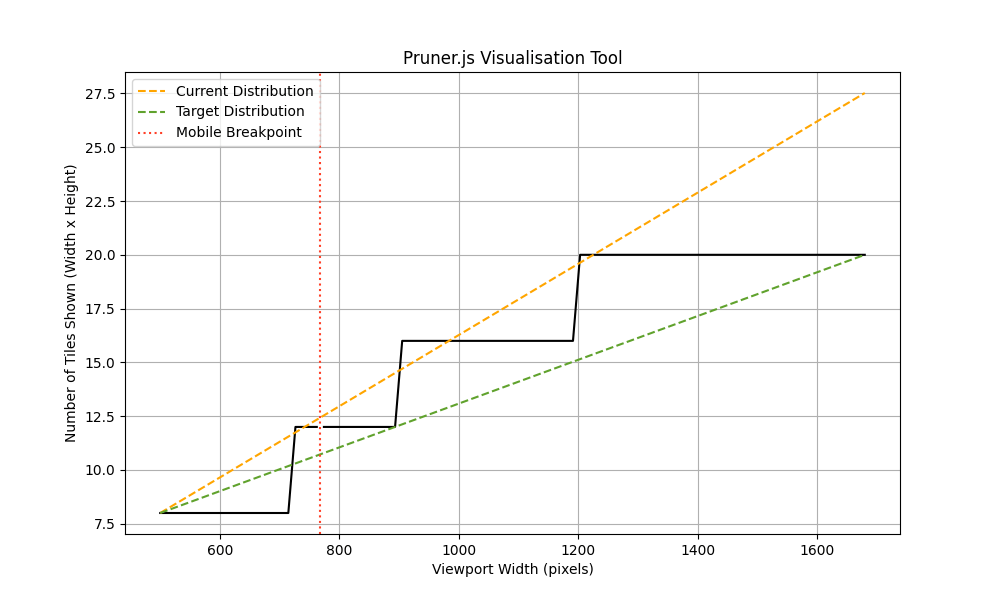 Pruner.js Visualisation Tool
Current Distribution
Target Distribution
Mobile Breakpoint
Number of Tiles Shown (Width x Height)
27.5
25.0
22.5
20.0
17.5
15.0
12.5
10.0
7.5
600 800 1000 1200 1400 1600
Viewport Width (pixels)